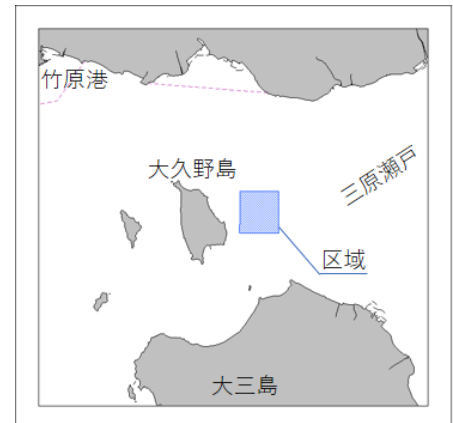 竹原港
大久野島
三原瀬戸
区域
大三島